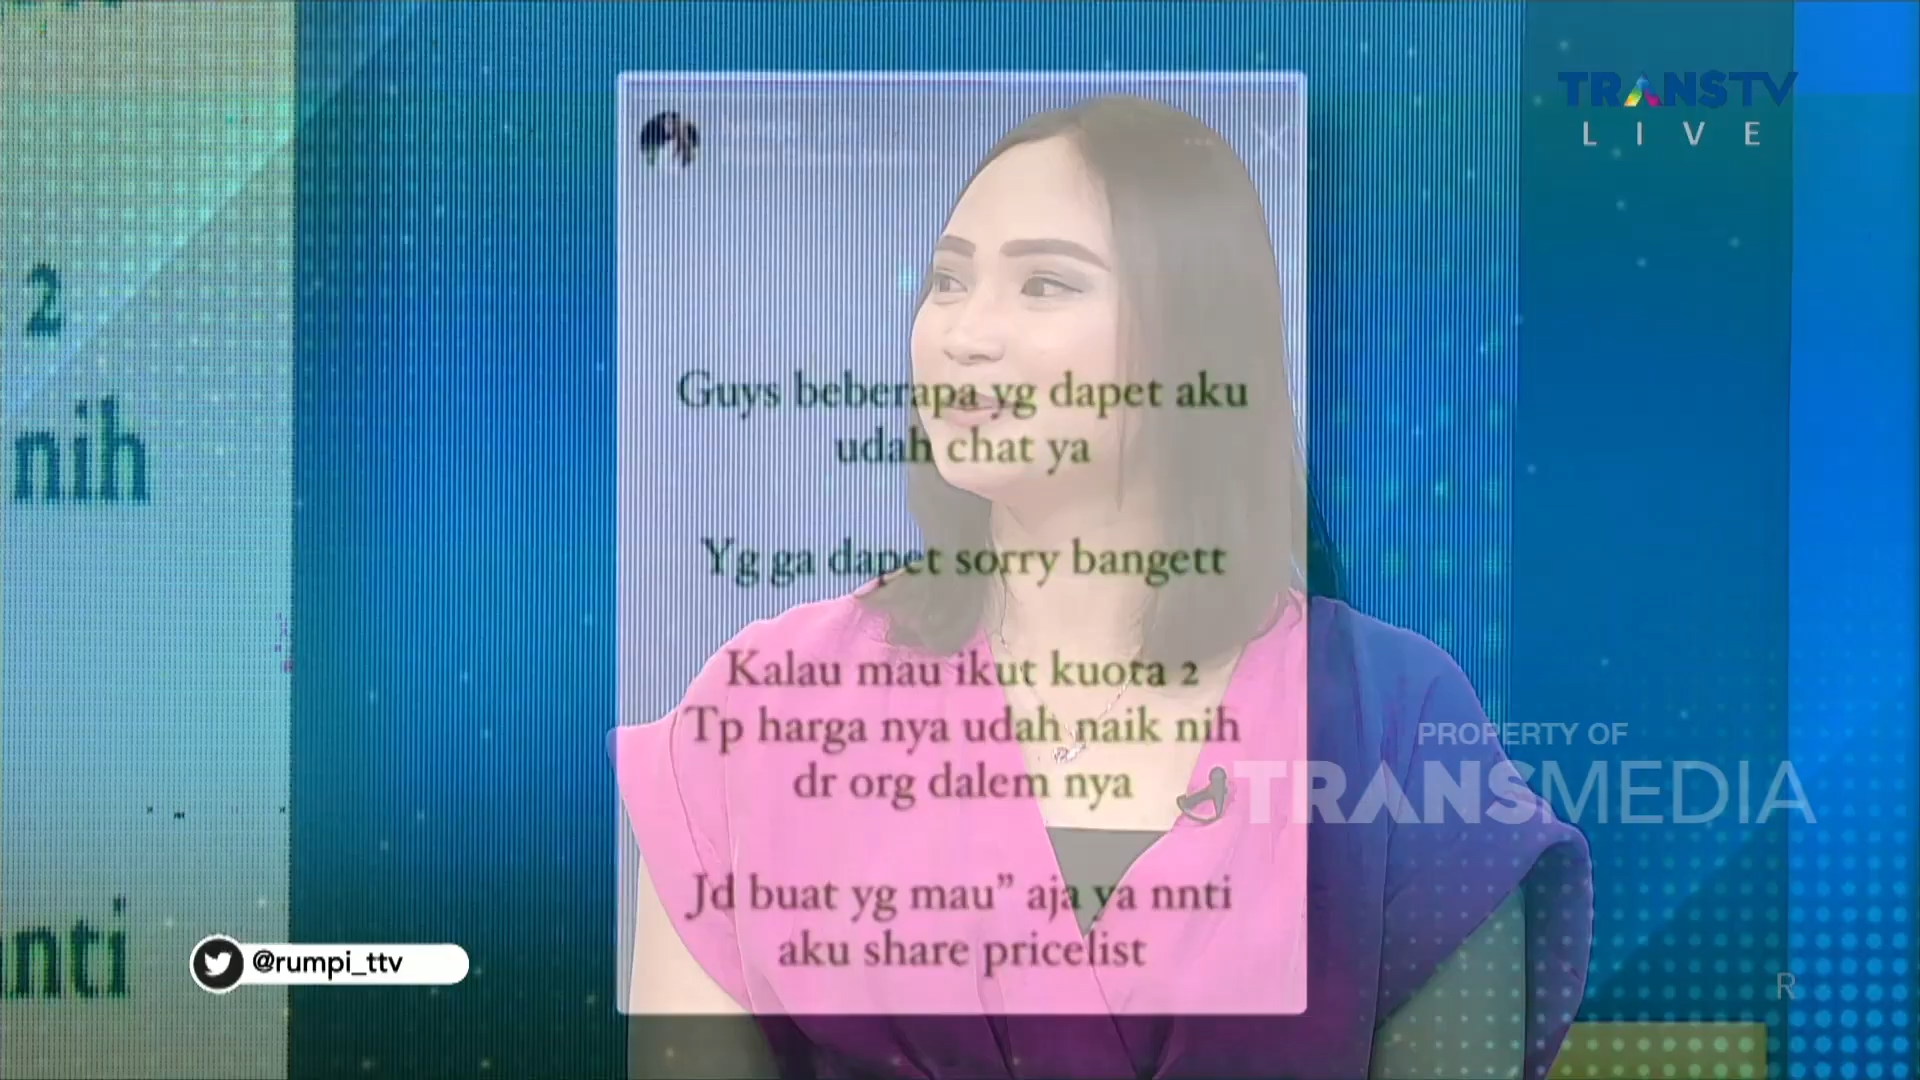 TRANSTV
LIVE
2
nih
nti
Guys beberapa yg dapet aku
udah chat ya
Yg ga dapet sorry bangett
Kalau mau ikut kuota 2
Tp harga nya udah naik nih
dr org dalem nya
Jd buat yg mau” aja ya nnti
aku share pricelist
PROPERTY OF
TRANSMEDIA
@rumpi_ttv
R